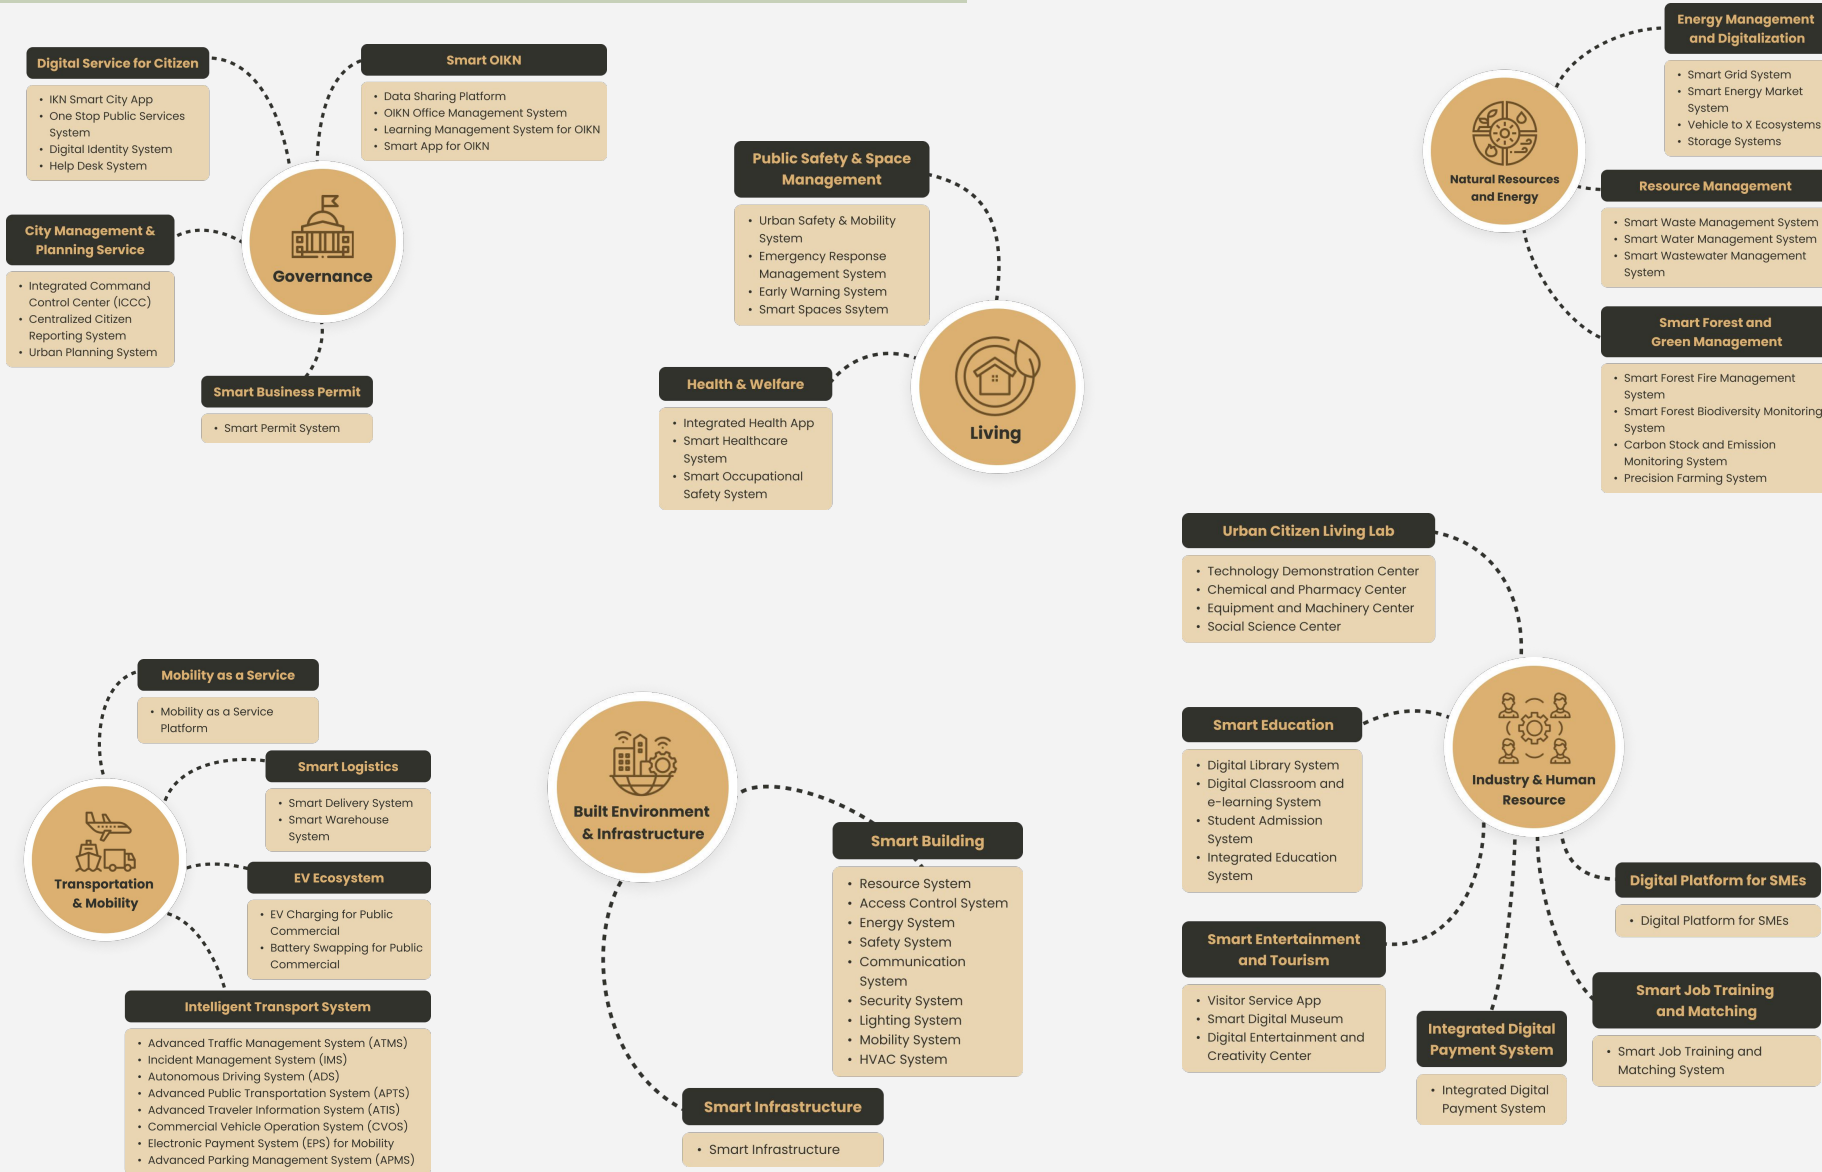 Digital Service for Citizen
• IKN Smart City App
• One Stop Public Services
System
• Digital Identity System
• Help Desk System
Smart OIKN
• Data Sharing Platform
• OIKN Office Management System
• Learning Management System for OIKN
• Smart App for OIKN
City Management &
Planning Service
• Integrated Command
Control Center (ICCC)
• Centralized Citizen
Reporting System
• Urban Planning System
Governance
Smart Business Permit
• Smart Permit System
Public Safety & Space
Management
• Urban Safety & Mobility
System
• Emergency Response
Management System
• Early Warning System
• Smart Spaces Ssytem
Health & Welfare
• Integrated Health App
• Smart Healthcare
System
• Smart Occupational
Safety System
Living
Energy Management
and Digitalization
• Smart Grid System
• Smart Energy Market
System
• Vehicle to X Ecosystems
• Storage Systems
Natural Resources
and Energy
Resource Management
• Smart Waste Management System
• Smart Water Management System
• Smart Wastewater Management
System
Smart Forest and
Green Management
• Smart Forest Fire Management
System
• Smart Forest Biodiversity Monitoring
System
• Carbon Stock and Emission
Monitoring System
• Precision Farming System
Mobility as a Service
• Mobility as a Service
Platform
Smart Logistics
• Smart Delivery System
• Smart Warehouse
System
Transportation
& Mobility
EV Ecosystem
• EV Charging for Public
Commercial
• Battery Swapping for Public
Commercial
Intelligent Transport System
• Advanced Traffic Management System (ATMS)
• Incident Management System (IMS)
• Autonomous Driving System (ADS)
• Advanced Public Transportation System (APTS)
• Advanced Traveler Information System (ATIS)
• Commercial Vehicle Operation System (CVOS)
• Electronic Payment System (EPS) for Mobility
• Advanced Parking Management System (APMS)
Built Environment
& Infrastructure
Smart Building
• Resource System
• Access Control System
• Energy System
• Safety System
• Communication
System
• Security System
• Lighting System
• Mobility System
• HVAC System
Smart Infrastructure
• Smart Infrastructure
Urban Citizen Living Lab
• Technology Demonstration Center
• Chemical and Pharmacy Center
• Equipment and Machinery Center
• Social Science Center
Smart Education
• Digital Library System
• Digital Classroom and
e-learning System
• Student Admission
System
• Integrated Education
System
Industry & Human
Resource
Smart Entertainment
and Tourism
• Visitor Service App
• Smart Digital Museum
• Digital Entertainment and
Creativity Center
Integrated Digital
Payment System
• Integrated Digital
Payment System
Digital Platform for SMEs
• Digital Platform for SMEs
Smart Job Training
and Matching
• Smart Job Training and
Matching System